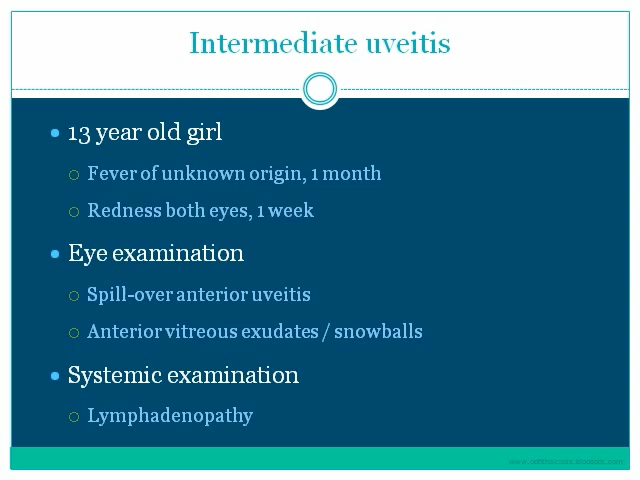 Intermediate uveitis
13 year old girl
Fever of unknown origin, 1 month
Redness both eyes, 1 week
Eye examination
Spill-over anterior uveitis
Anterior vitreous exudates / snowballs
Systemic examination
Lymphadenopathy